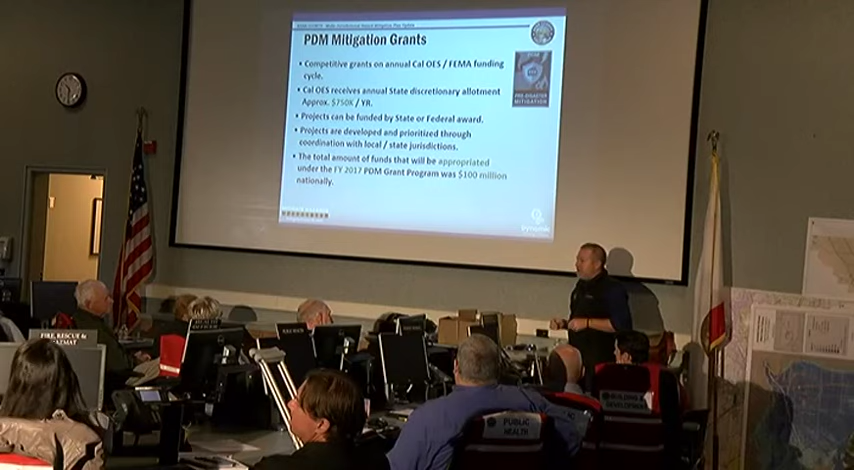 PDM Mitigation Grants
• Competitive grants on annual Cal OES / FEMA funding
cycle.
• Cal OES receives annual State discretionary allotment
Approx. $750K / YR.
• Projects can be funded by State or Federal award.
• Projects are developed and prioritized through
coordination with local / state jurisdictions.
• The total amount of funds that will be appropriated
under the FY 2017 PDM Grant Program was $100 million
nationally.
PRE-DISASTER
MITIGATION
FIRE, RESCUE &
HAZMAT
PUBLIC
HEALTH
BUILDING &
DEVELOPMENT